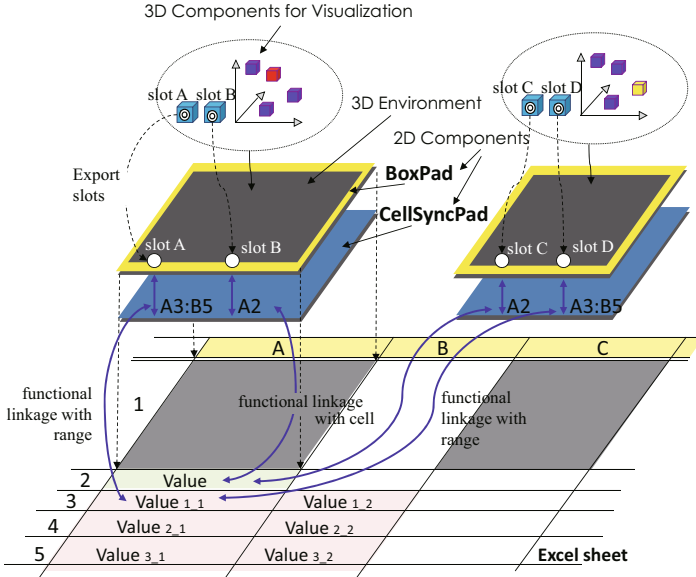 3D Components for Visualization
slot A
slot B
slot C
slot D
3D Environment
2D Components
Export
slots
BoxPad
CellSyncPad
slot A
slot B
slot C
slot D
A3:B5
A2
A2
A3:B5
A
B
C
functional
linkage with
range
1
functional linkage
with cell
functional
linkage with
range
2
Value
3
Value 1_1
Value 1_2
4
Value 2_1
Value 2_2
5
Value 3_1
Value 3_2
Excel sheet